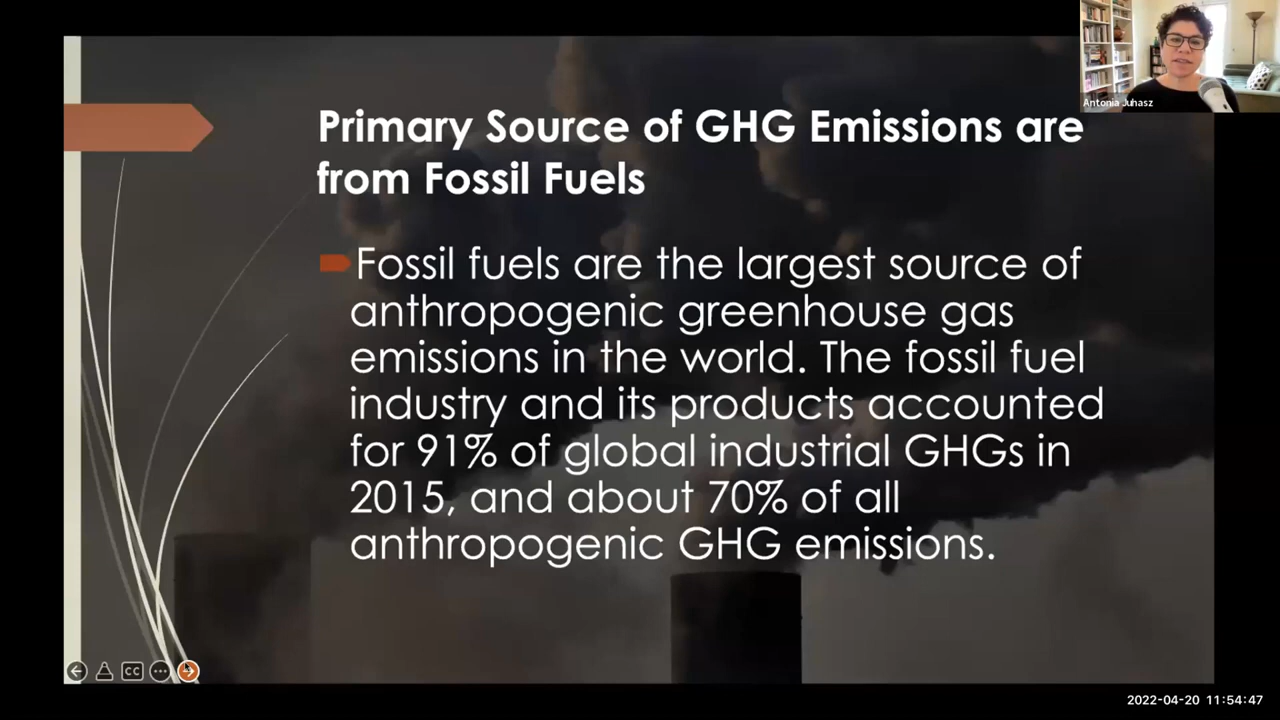 Antonia Juhasz
Primary Source of GHG Emissions are
from Fossil Fuels
Fossil fuels are the largest source of
anthropogenic greenhouse gas
emissions in the world. The fossil fuel
industry and its products accounted
for 91% of global industrial GHGs in
2015, and about 70% of all
anthropogenic GHG emissions.
CC
2022-04-20 11:54:47